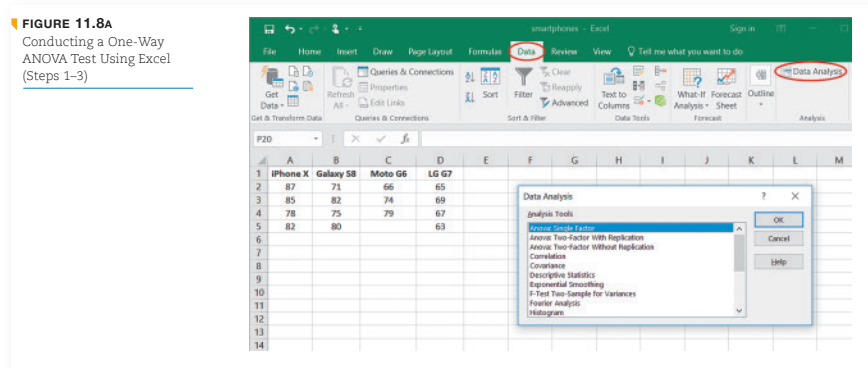 FIGURE 11.8A
Conducting a One-Way
ANOVA Test Using Excel
(Steps 1–3)
smartphones - Excel
Sign in
File Home Insert Draw Page Layout Formulas Data Review View Tell me what you want to do
Get Data
Refresh All
Queries & Connections
Properties
Edit Links
Sort
Filter
Clear
Reapply
Advanced
Text to Columns
What-If Analysis
Forecast Sheet
Outline
Data Analysis
Get & Transform Data Queries & Connections Sort & Filter Data Tools Forecast Analysis
P20 fx
A B C D E F G H I J K L M
1 iPhone X Galaxy S8 Moto G6 LG G7
2 87 71 66 65
3 85 82 74 69
4 78 75 79 67
5 82 80 63
6
7
8
9
10
11
12
13
14
Data Analysis ? ×
Analysis Tools
Anova: Single Factor
Anova: Two-Factor With Replication
Anova: Two-Factor Without Replication
Correlation
Covariance
Descriptive Statistics
Exponential Smoothing
F-Test Two-Sample for Variances
Fourier Analysis
Histogram
OK
Cancel
Help